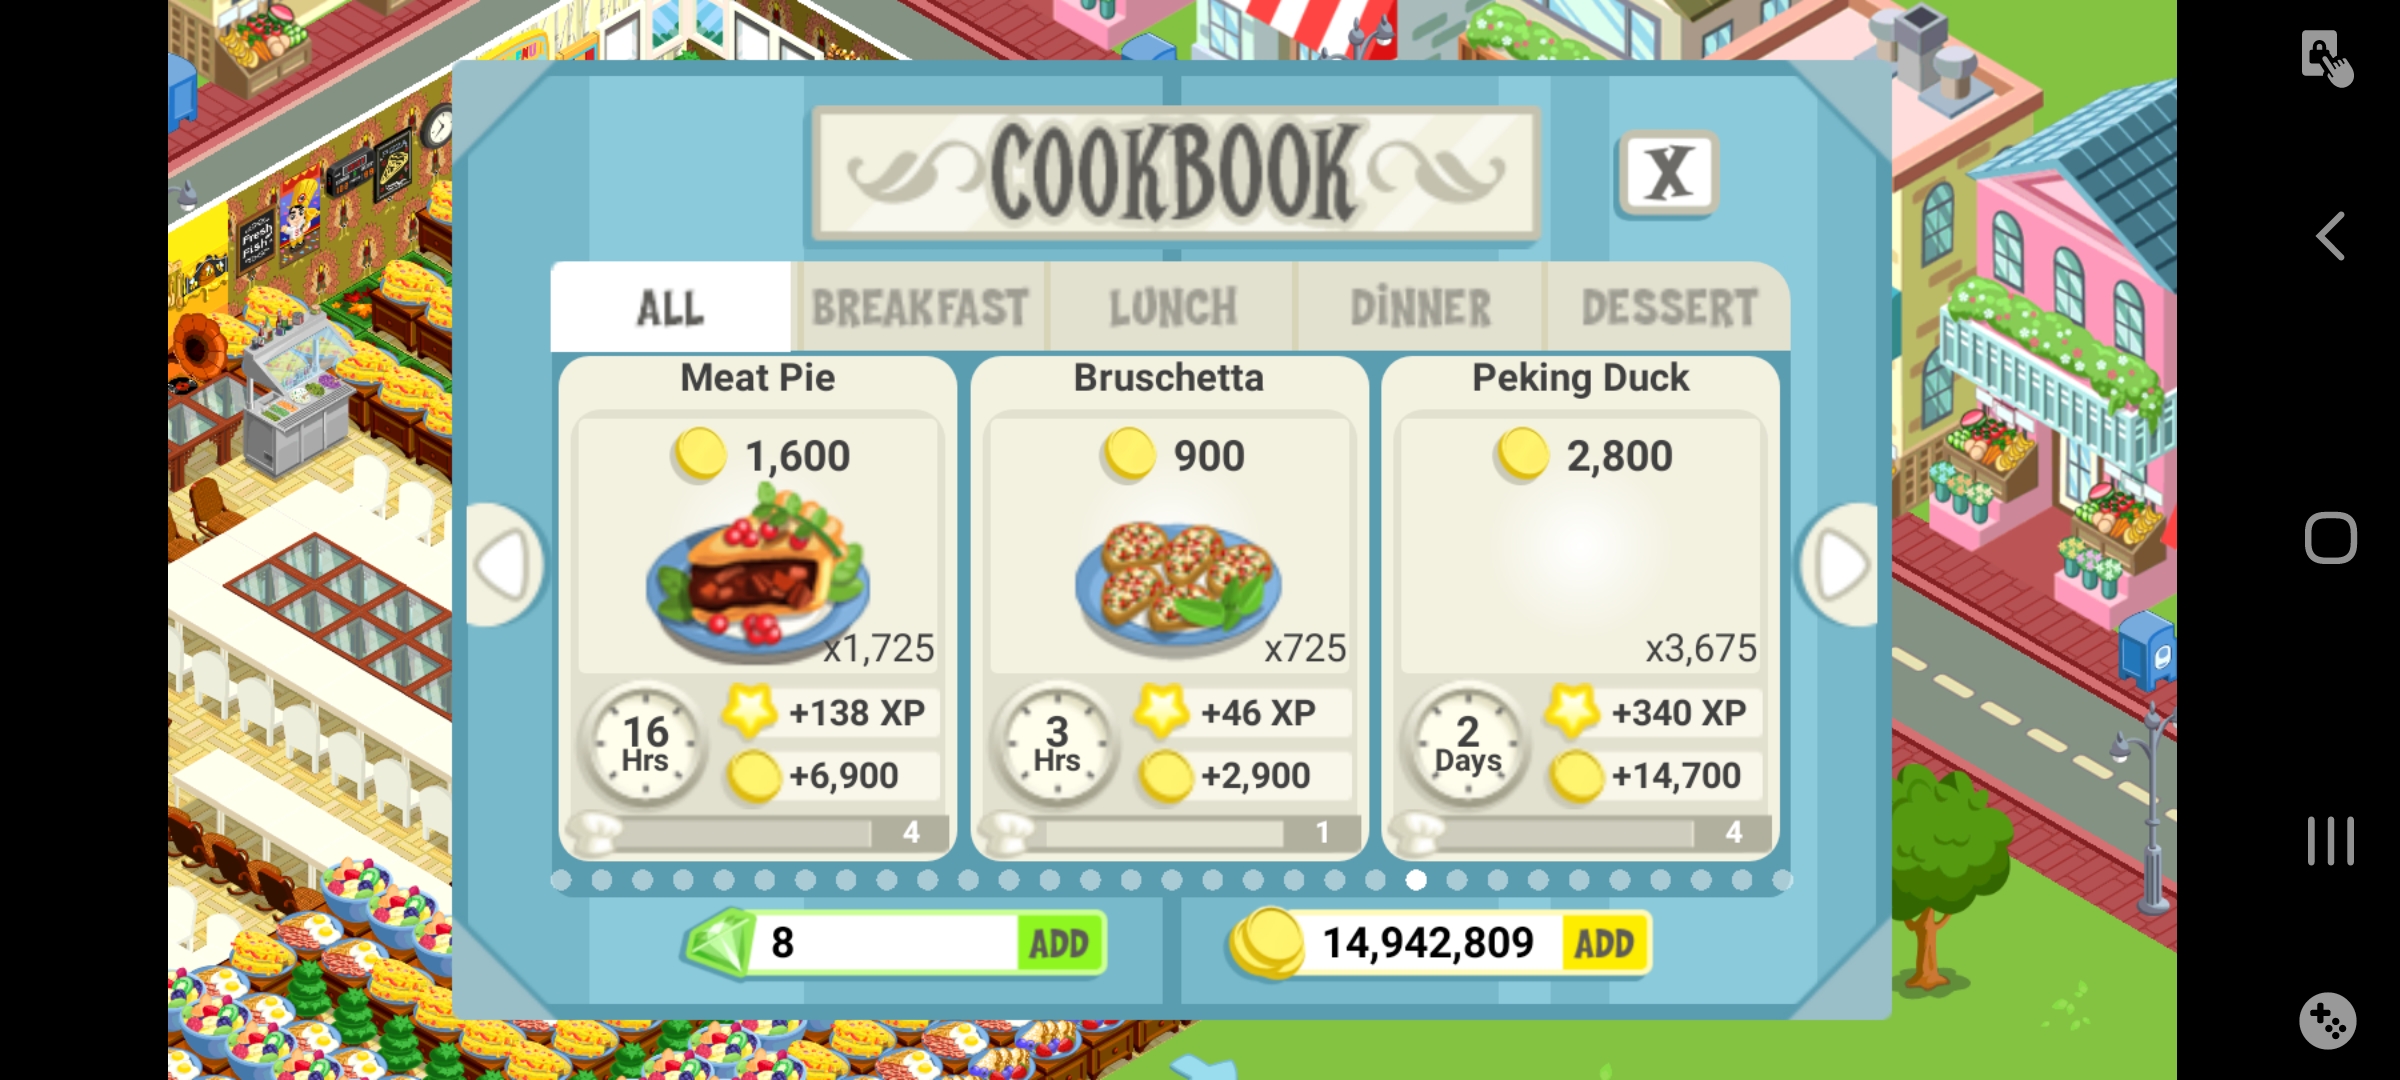 COOKBOOK
X
ALL
BREAKFAST
LUNCH
DINNER
DESSERT
Meat Pie
1,600
x1,725
16
Hrs
+138 XP
+6,900
4
Bruschetta
900
x725
3
Hrs
+46 XP
+2,900
1
Peking Duck
2,800
x3,675
2
Days
+340 XP
+14,700
4
8
ADD
14,942,809
ADD
Fresh
Fish